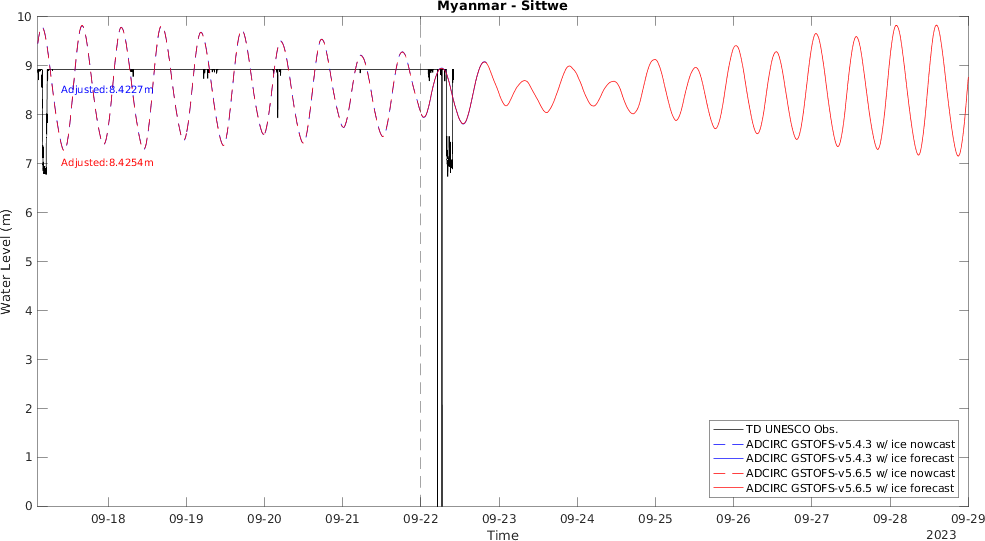 Myanmar - Sittwe
10
9
8
7
6
5
4
3
2
1
0
Water Level (m)
Adjusted:8.4227m
Adjusted:8.4254m
TD UNESCO Obs.
ADCIRC GSTOFS-v5.4.3 w/ ice nowcast
ADCIRC GSTOFS-v5.4.3 w/ ice forecast
ADCIRC GSTOFS-v5.6.5 w/ ice nowcast
ADCIRC GSTOFS-v5.6.5 w/ ice forecast
09-18 09-19 09-20 09-21 09-22 09-23 09-24 09-25 09-26 09-27 09-28 09-29
Time
2023